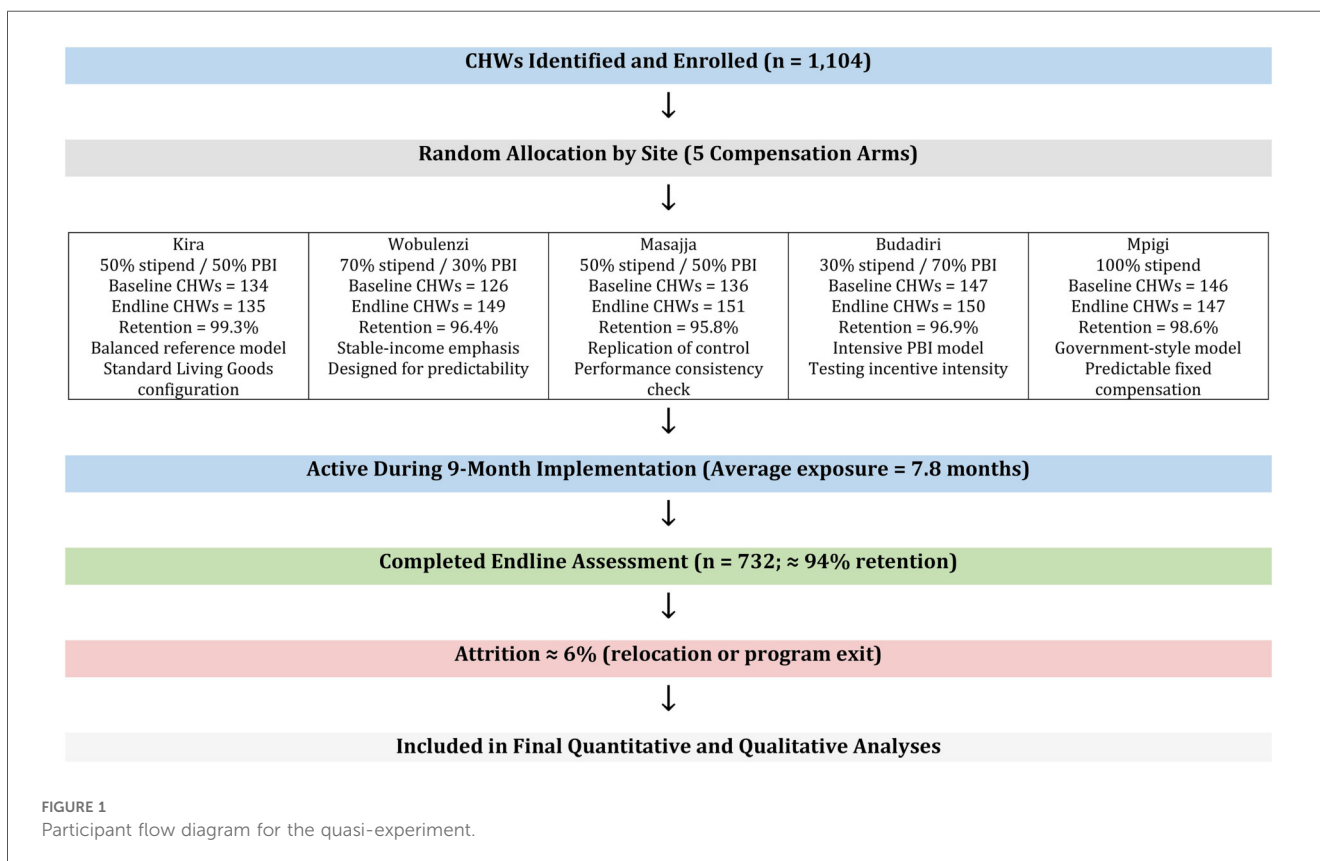 CHWs Identified and Enrolled (n = 1,104)
↓
Random Allocation by Site (5 Compensation Arms)
↓
Kira
50% stipend / 50% PBI
Baseline CHWs = 134
Endline CHWs = 135
Retention = 99.3%
Balanced reference model
Standard Living Goods
configuration
Wobulenzi
70% stipend / 30% PBI
Baseline CHWs = 126
Endline CHWs = 149
Retention = 96.4%
Stable-income emphasis
Designed for predictability
Masajja
50% stipend / 50% PBI
Baseline CHWs = 136
Endline CHWs = 151
Retention = 95.8%
Replication of control
Performance consistency
check
Budadiri
30% stipend / 70% PBI
Baseline CHWs = 147
Endline CHWs = 150
Retention = 96.9%
Intensive PBI model
Testing incentive intensity
Mpigi
100% stipend
Baseline CHWs = 146
Endline CHWs = 147
Retention = 98.6%
Government-style model
Predictable fixed
compensation
↓
Active During 9-Month Implementation (Average exposure = 7.8 months)
↓
Completed Endline Assessment (n = 732; ≈ 94% retention)
↓
Attrition ≈ 6% (relocation or program exit)
↓
Included in Final Quantitative and Qualitative Analyses
FIGURE 1
Participant flow diagram for the quasi-experiment.